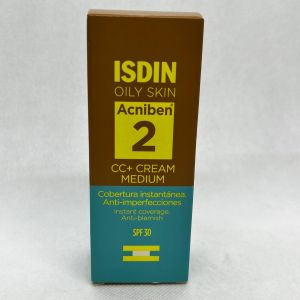 ISDIN
OILY SKIN
Acniben®
2
CC+ CREAM
MEDIUM
Cobertura instantánea.
Anti-imperfecciones
Instant coverage.
Anti-blemish
SPF 30